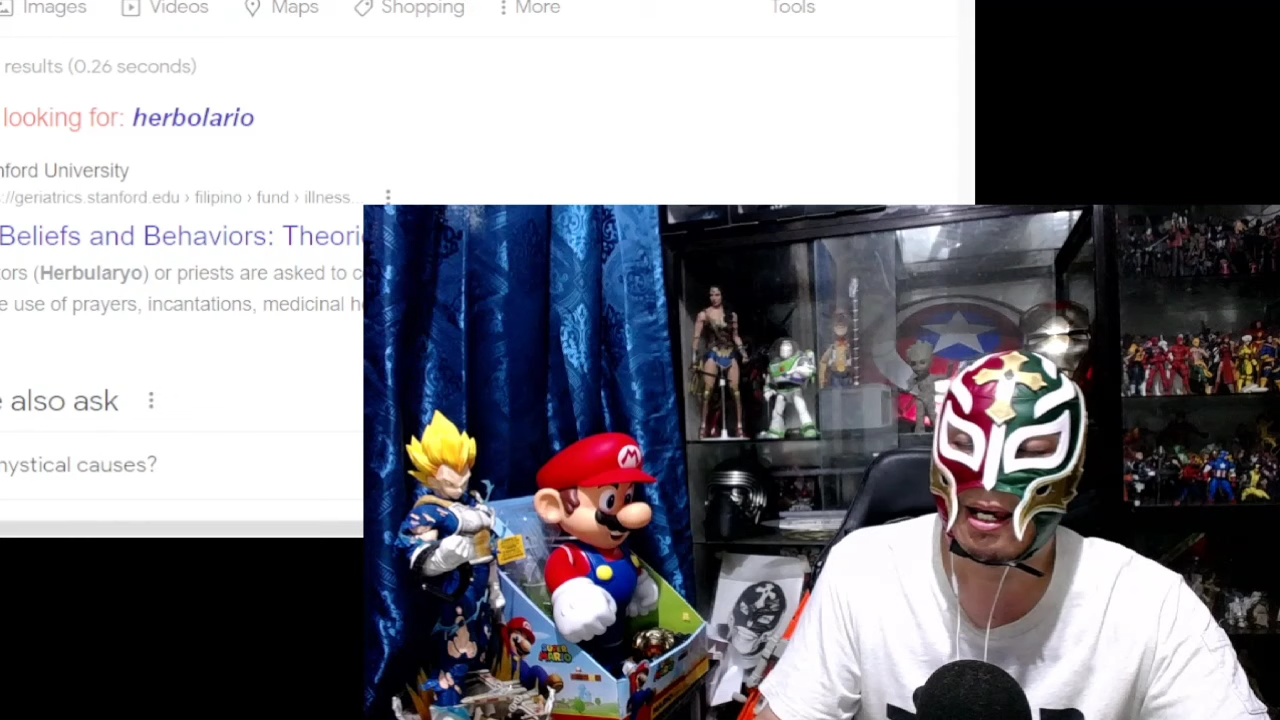 Images Videos Maps Shopping More Tools
results (0.26 seconds)
looking for: herbolario
nford University
://geriatrics.stanford.edu › filipino › fund › illness...
Beliefs and Behaviors: Theori
tors (Herbularyo) or priests are asked to c
e use of prayers, incantations, medicinal h
e also ask
mystical causes?
M
SUPER MARIO